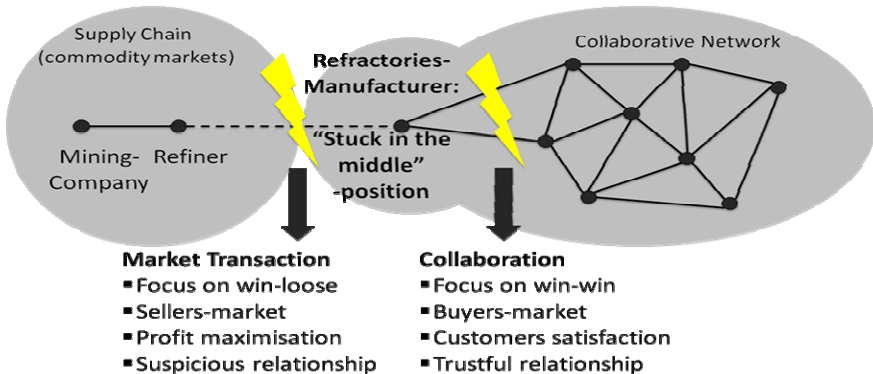 Supply Chain
(commodity markets)
Refractories-
Manufacturer:
Collaborative Network
Mining-
Company
Refiner
“Stuck in the
middle”
-position
Market Transaction
▪Focus on win-loose
▪Sellers-market
▪Profit maximisation
▪Suspicious relationship
Collaboration
▪Focus on win-win
▪Buyers-market
▪Customers satisfaction
▪Trustful relationship